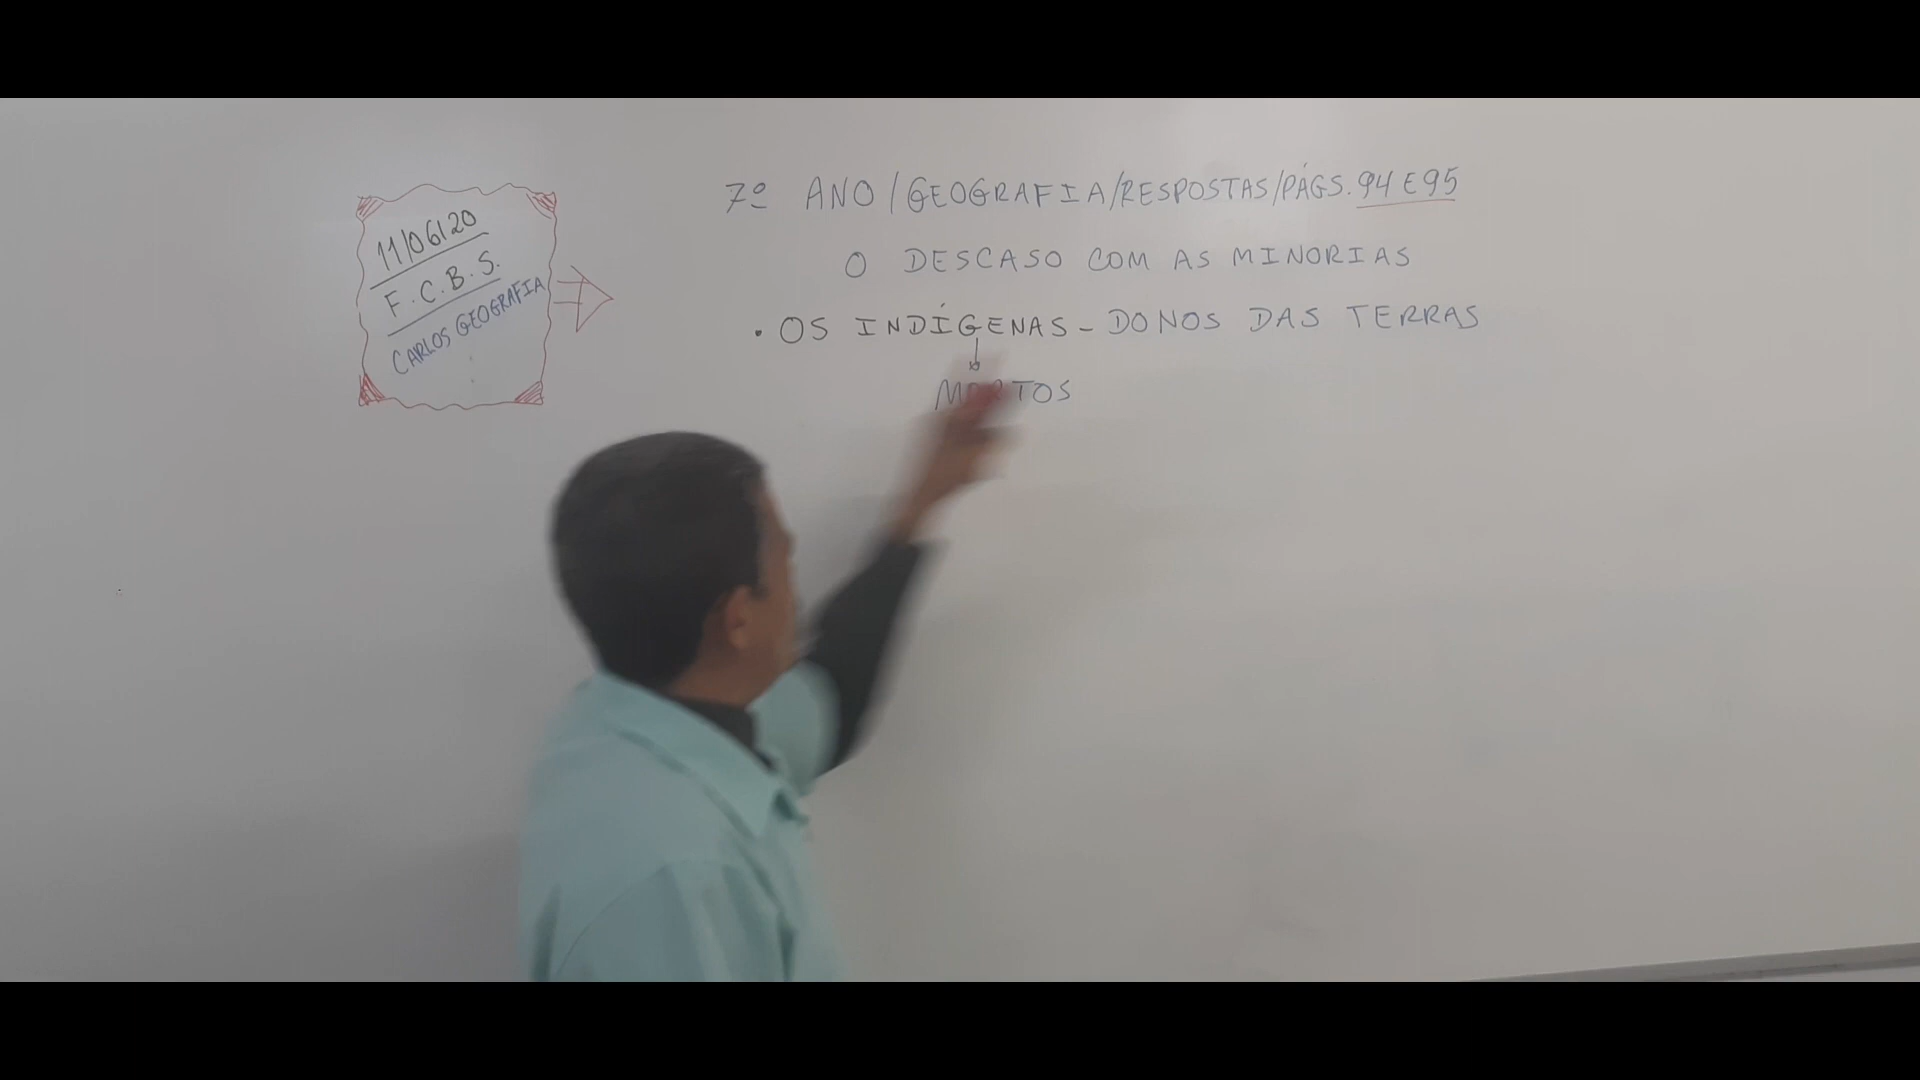 11/06/20
F.C.B.S.
CARLOS GEOGRAFIA
7º ANO/GEOGRAFIA/RESPOSTAS/PÁGS. 94 E 95
O DESCASO COM AS MINORIAS
• OS INDÍGENAS - DONOS DAS TERRAS
MORTOS